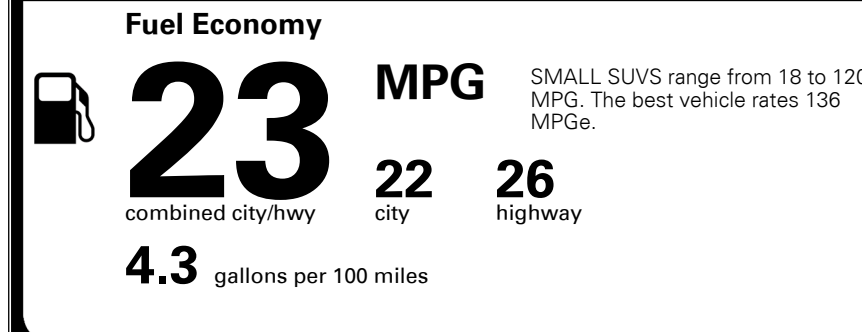 Fuel Economy
23 MPG
SMALL SUVS range from 18 to 120
MPG. The best vehicle rates 136
MPGe.
22 26
combined city/hwy city highway
4.3 gallons per 100 miles